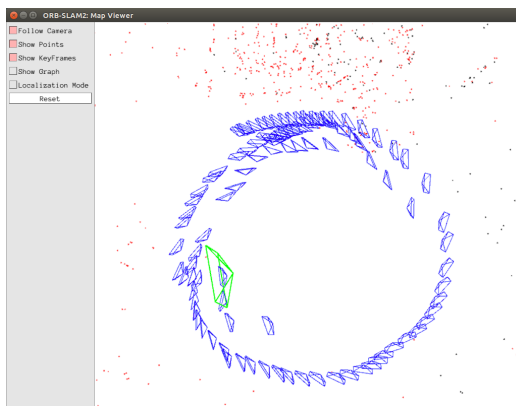 ORB-SLAM2: Map Viewer
Follow Camera
Show Points
Show KeyFrames
Show Graph
Localization Mode
Reset